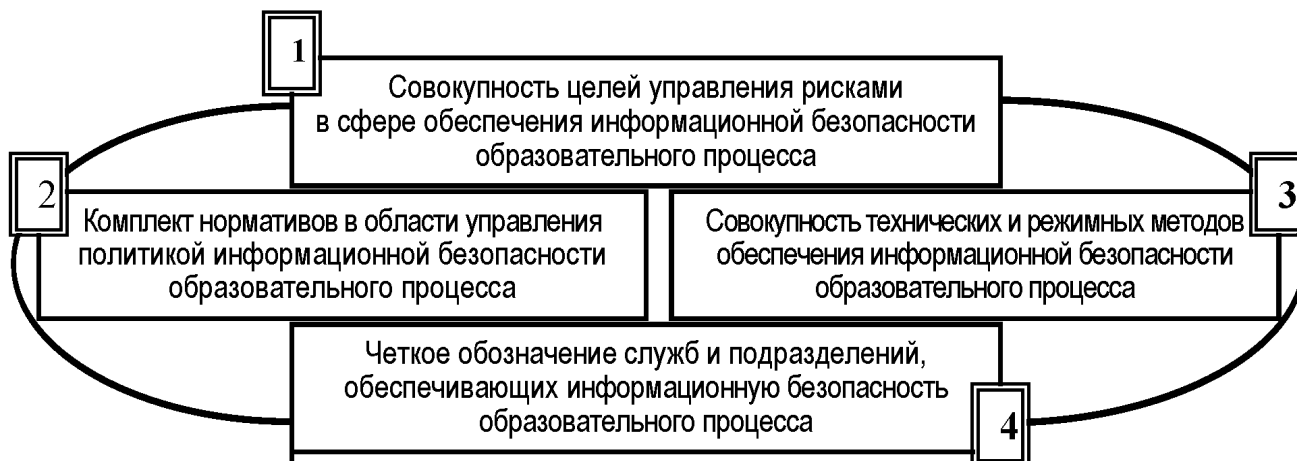 1
Совокупность целей управления рисками
в сфере обеспечения информационной безопасности
образовательного процесса
2
Комплект нормативов в области управления
политикой информационной безопасности
образовательного процесса
3
Совокупность технических и режимных методов
обеспечения информационной безопасности
образовательного процесса
Четкое обозначение служб и подразделений,
обеспечивающих информационную безопасность
образовательного процесса
4